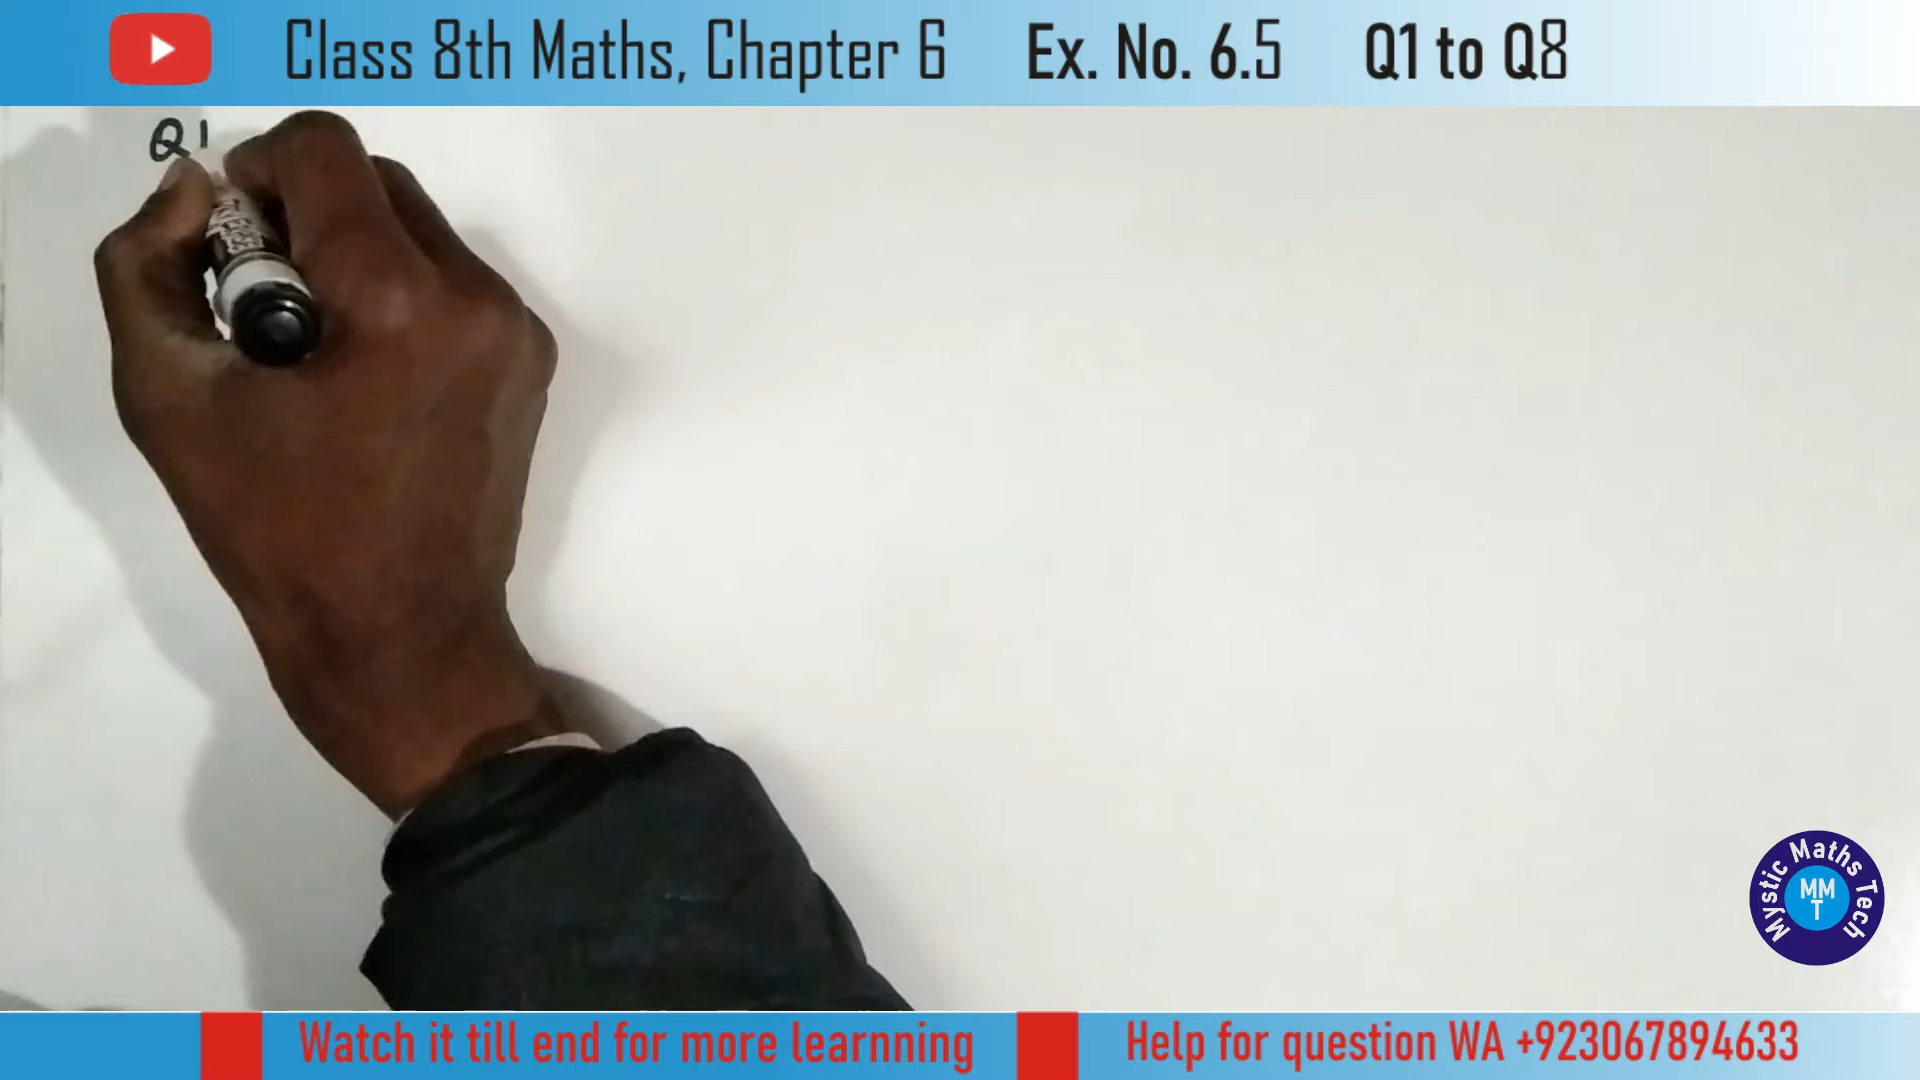 Class 8th Maths, Chapter 6 Ex. No. 6.5 Q1 to Q8
Q1
Mystic Maths Tech
MM
T
Watch it till end for more learnning Help for question WA +923067894633